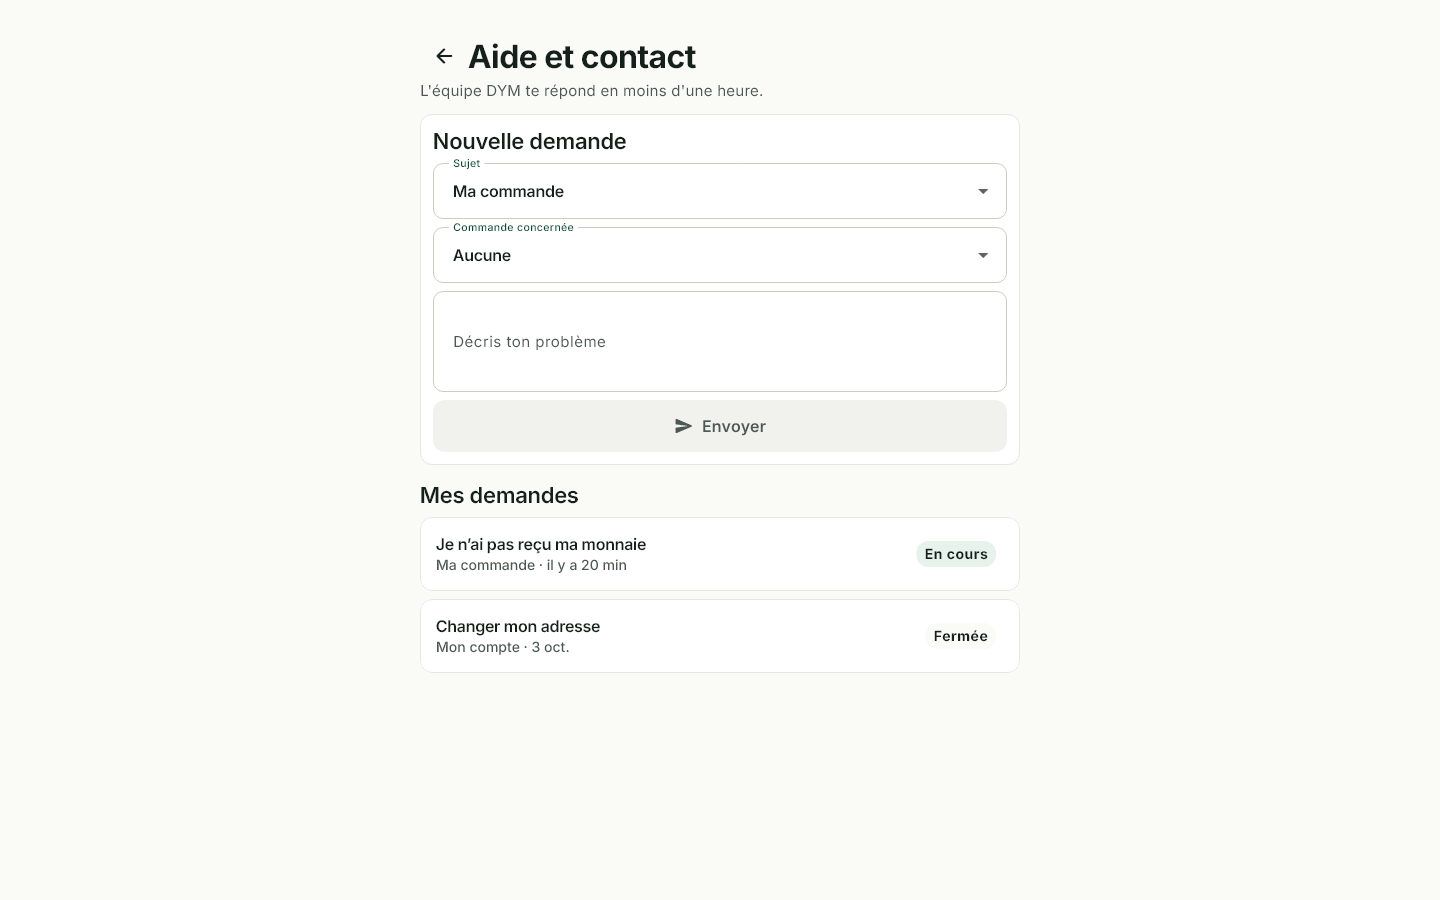 Aide et contact
L'équipe DYM te répond en moins d'une heure.
Nouvelle demande
Sujet
Ma commande
Commande concernée
Aucune
Décris ton problème
Envoyer
Mes demandes
Je n’ai pas reçu ma monnaie
Ma commande · il y a 20 min
En cours
Changer mon adresse
Mon compte · 3 oct.
Fermée